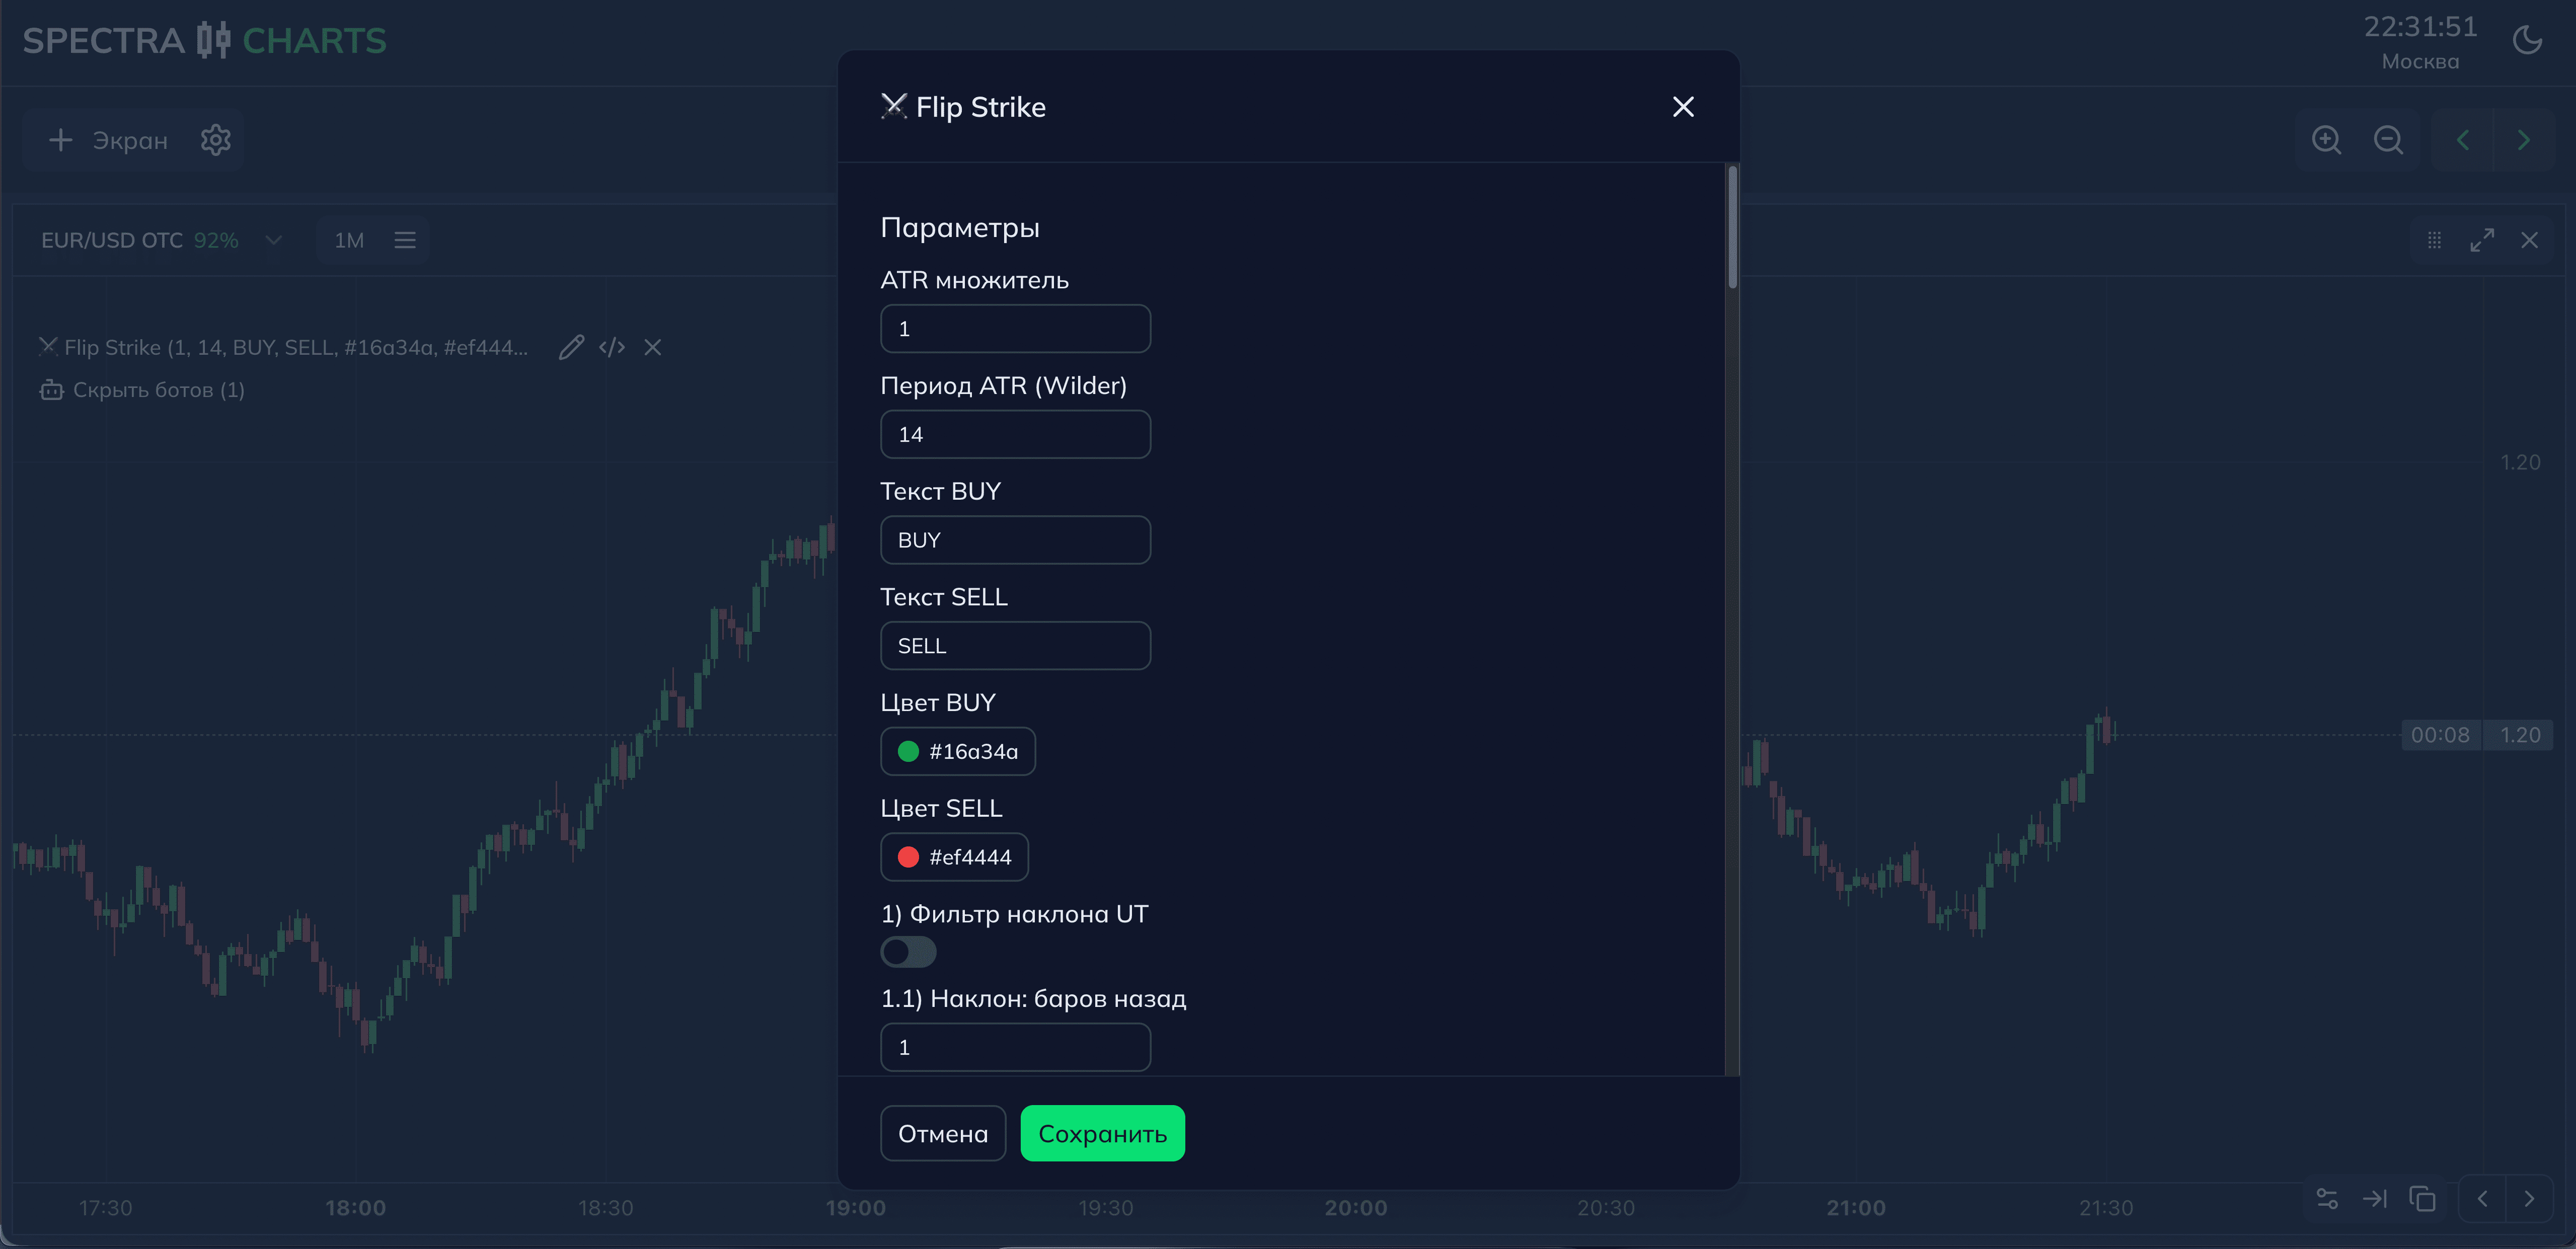 SPECTRA CHARTS
22:31:51
Москва
Экран
EUR/USD OTC 92%
1M
Flip Strike (1, 14, BUY, SELL, #16a34a, #ef444...
Скрыть ботов (1)
Flip Strike
Параметры
ATR множитель
1
Период ATR (Wilder)
14
Текст BUY
BUY
Текст SELL
SELL
Цвет BUY
#16a34a
Цвет SELL
#ef4444
1) Фильтр наклона UT
1.1) Наклон: баров назад
1
Отмена
Сохранить
1.20
00:08 1.20
17:30 18:00 18:30 19:00 19:30 20:00 20:30 21:00 21:30